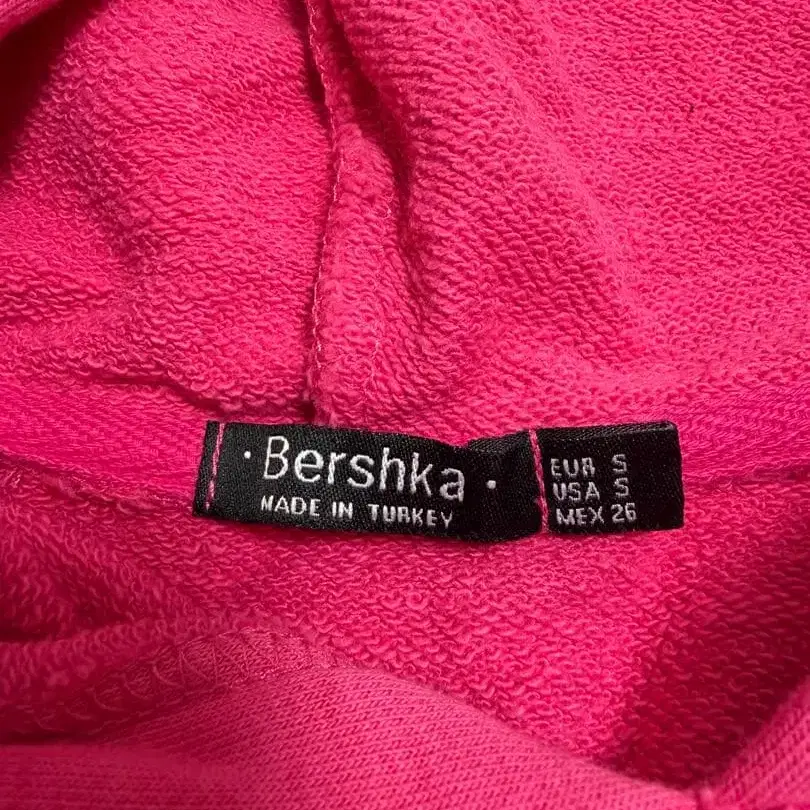 · Bershka ·
MADE IN TURKEY
EUR S
USA S
MEX 26